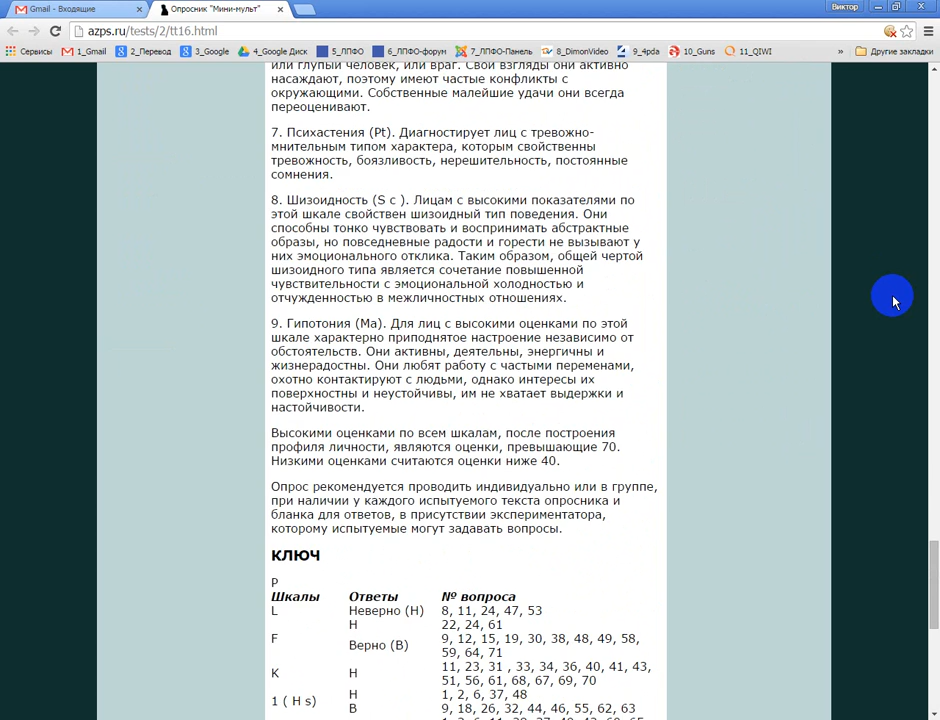 Gmail - Входящие
Опросник "Мини-мульт"
Виктор
azps.ru/tests/2/tt16.html
Сервисы 1_Gmail 2_Перевод 3_Google 4_Google Диск 5_ЛПФО 6_ЛПФО-форум 7_ЛПФО-Панель 8_DimonVideo 9_4pda 10_Guns 11_QIWI » Другие закладки
или глупый человек, или враг. Свои взгляды они активно
насаждают, поэтому имеют частые конфликты с
окружающими. Собственные малейшие удачи они всегда
переоценивают.
7. Психастения (Pt). Диагностирует лиц с тревожно-
мнительным типом характера, которым свойственны
тревожность, боязливость, нерешительность, постоянные
сомнения.
8. Шизоидность (S c ). Лицам с высокими показателями по
этой шкале свойствен шизоидный тип поведения. Они
способны тонко чувствовать и воспринимать абстрактные
образы, но повседневные радости и горести не вызывают у
них эмоционального отклика. Таким образом, общей чертой
шизоидного типа является сочетание повышенной
чувствительности с эмоциональной холодностью и
отчужденностью в межличностных отношениях.
9. Гипотония (Ma). Для лиц с высокими оценками по этой
шкале характерно приподнятое настроение независимо от
обстоятельств. Они активны, деятельны, энергичны и
жизнерадостны. Они любят работу с частыми переменами,
охотно контактируют с людьми, однако интересы их
поверхностны и неустойчивы, им не хватает выдержки и
настойчивости.
Высокими оценками по всем шкалам, после построения
профиля личности, являются оценки, превышающие 70.
Низкими оценками считаются оценки ниже 40.
Опрос рекомендуется проводить индивидуально или в группе,
при наличии у каждого испытуемого текста опросника и
бланка для ответов, в присутствии экспериментатора,
которому испытуемые могут задавать вопросы.
КЛЮЧ
Р
Шкалы Ответы № вопроса
L Неверно (Н) 8, 11, 24, 47, 53
Н 22, 24, 61
F Верно (В) 9, 12, 15, 19, 30, 38, 48, 49, 58,
59, 64, 71
K Н 11, 23, 31 , 33, 34, 36, 40, 41, 43,
51, 56, 61, 68, 67, 69, 70
1 ( H s) Н 1, 2, 6, 37, 48
В 9, 18, 26, 32, 44, 46, 55, 62, 63